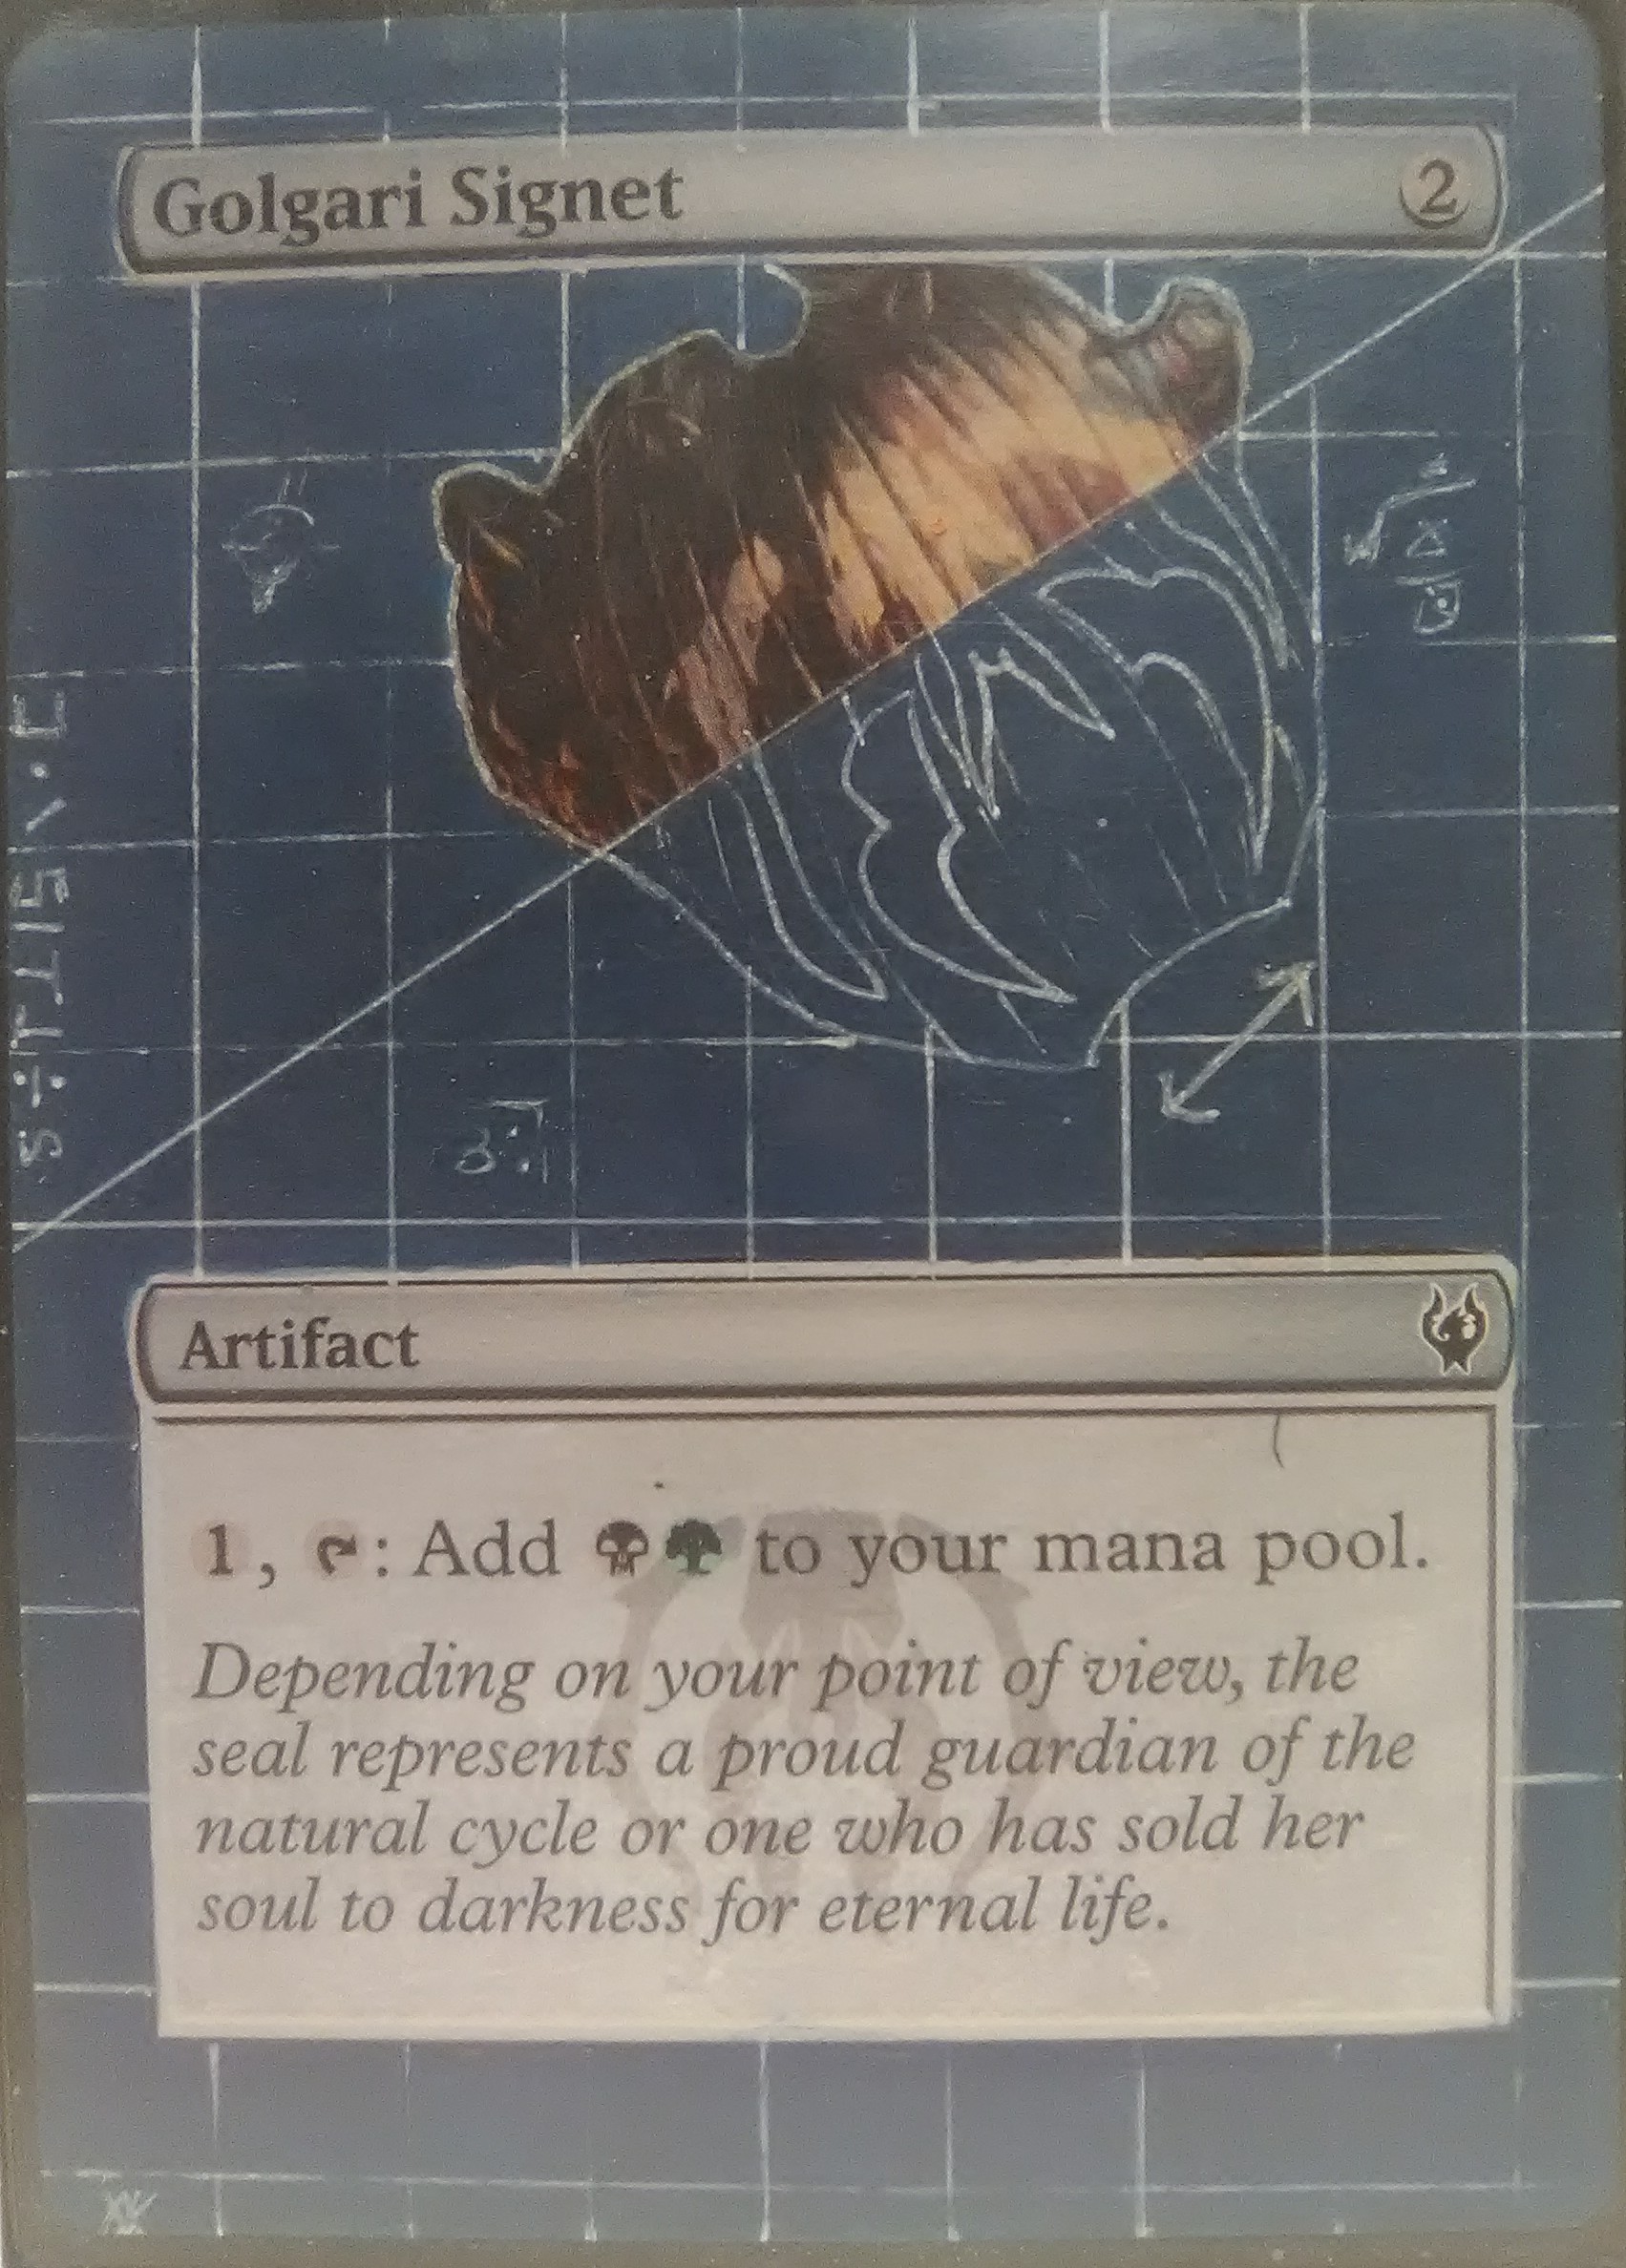 Golgari Signet 2
Artifact
1, : Add to your mana pool.
Depending on your point of view, the
seal represents a proud guardian of the
natural cycle or one who has sold her
soul to darkness for eternal life.